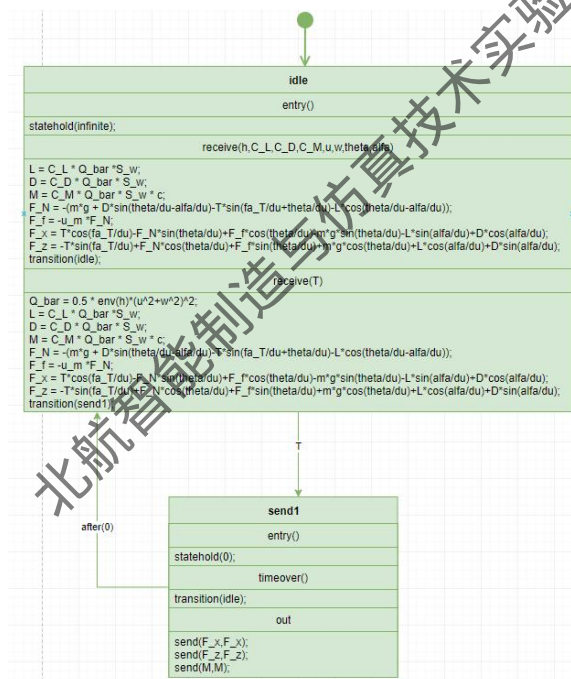 idle
entry()
statehold(infinite);
receive(h,C_L,C_D,C_M,u,w,theta,alfa)
L = C_L * Q_bar *S_w;
D = C_D * Q_bar * S_w;
M = C_M * Q_bar * S_w * c;
F_N = -(m*g + D*sin(theta/du-alfa/du)-T*sin(fa_T/du+theta/du)-L*cos(theta/du-alfa/du));
F_f = -u_m *F_N;
F_x = T*cos(fa_T/du)-F_N*sin(theta/du)+F_f*cos(theta/du)-m*g*sin(theta/du)-L*sin(alfa/du)+D*cos(alfa/du);
F_z = -T*sin(fa_T/du)+F_N*cos(theta/du)+F_f*sin(theta/du)+m*g*cos(theta/du)+L*cos(alfa/du)+D*sin(alfa/du);
transition(idle);
receive(T)
Q_bar = 0.5 * env(h)*(u^2+w^2)^2;
L = C_L * Q_bar *S_w;
D = C_D * Q_bar * S_w;
M = C_M * Q_bar * S_w * c;
F_N = -(m*g + D*sin(theta/du-alfa/du)-T*sin(fa_T/du+theta/du)-L*cos(theta/du-alfa/du));
F_f = -u_m *F_N;
F_x = T*cos(fa_T/du)-F_N*sin(theta/du)+F_f*cos(theta/du)-m*g*sin(theta/du)-L*sin(alfa/du)+D*cos(alfa/du);
F_z = -T*sin(fa_T/du)+F_N*cos(theta/du)+F_f*sin(theta/du)+m*g*cos(theta/du)+L*cos(alfa/du)+D*sin(alfa/du);
transition(send1)
T
after(0)
send1
entry()
statehold(0);
timeover()
transition(idle);
out
send(F_x,F_x);
send(F_z,F_z);
send(M,M);
北航智能制造与仿真技术实验